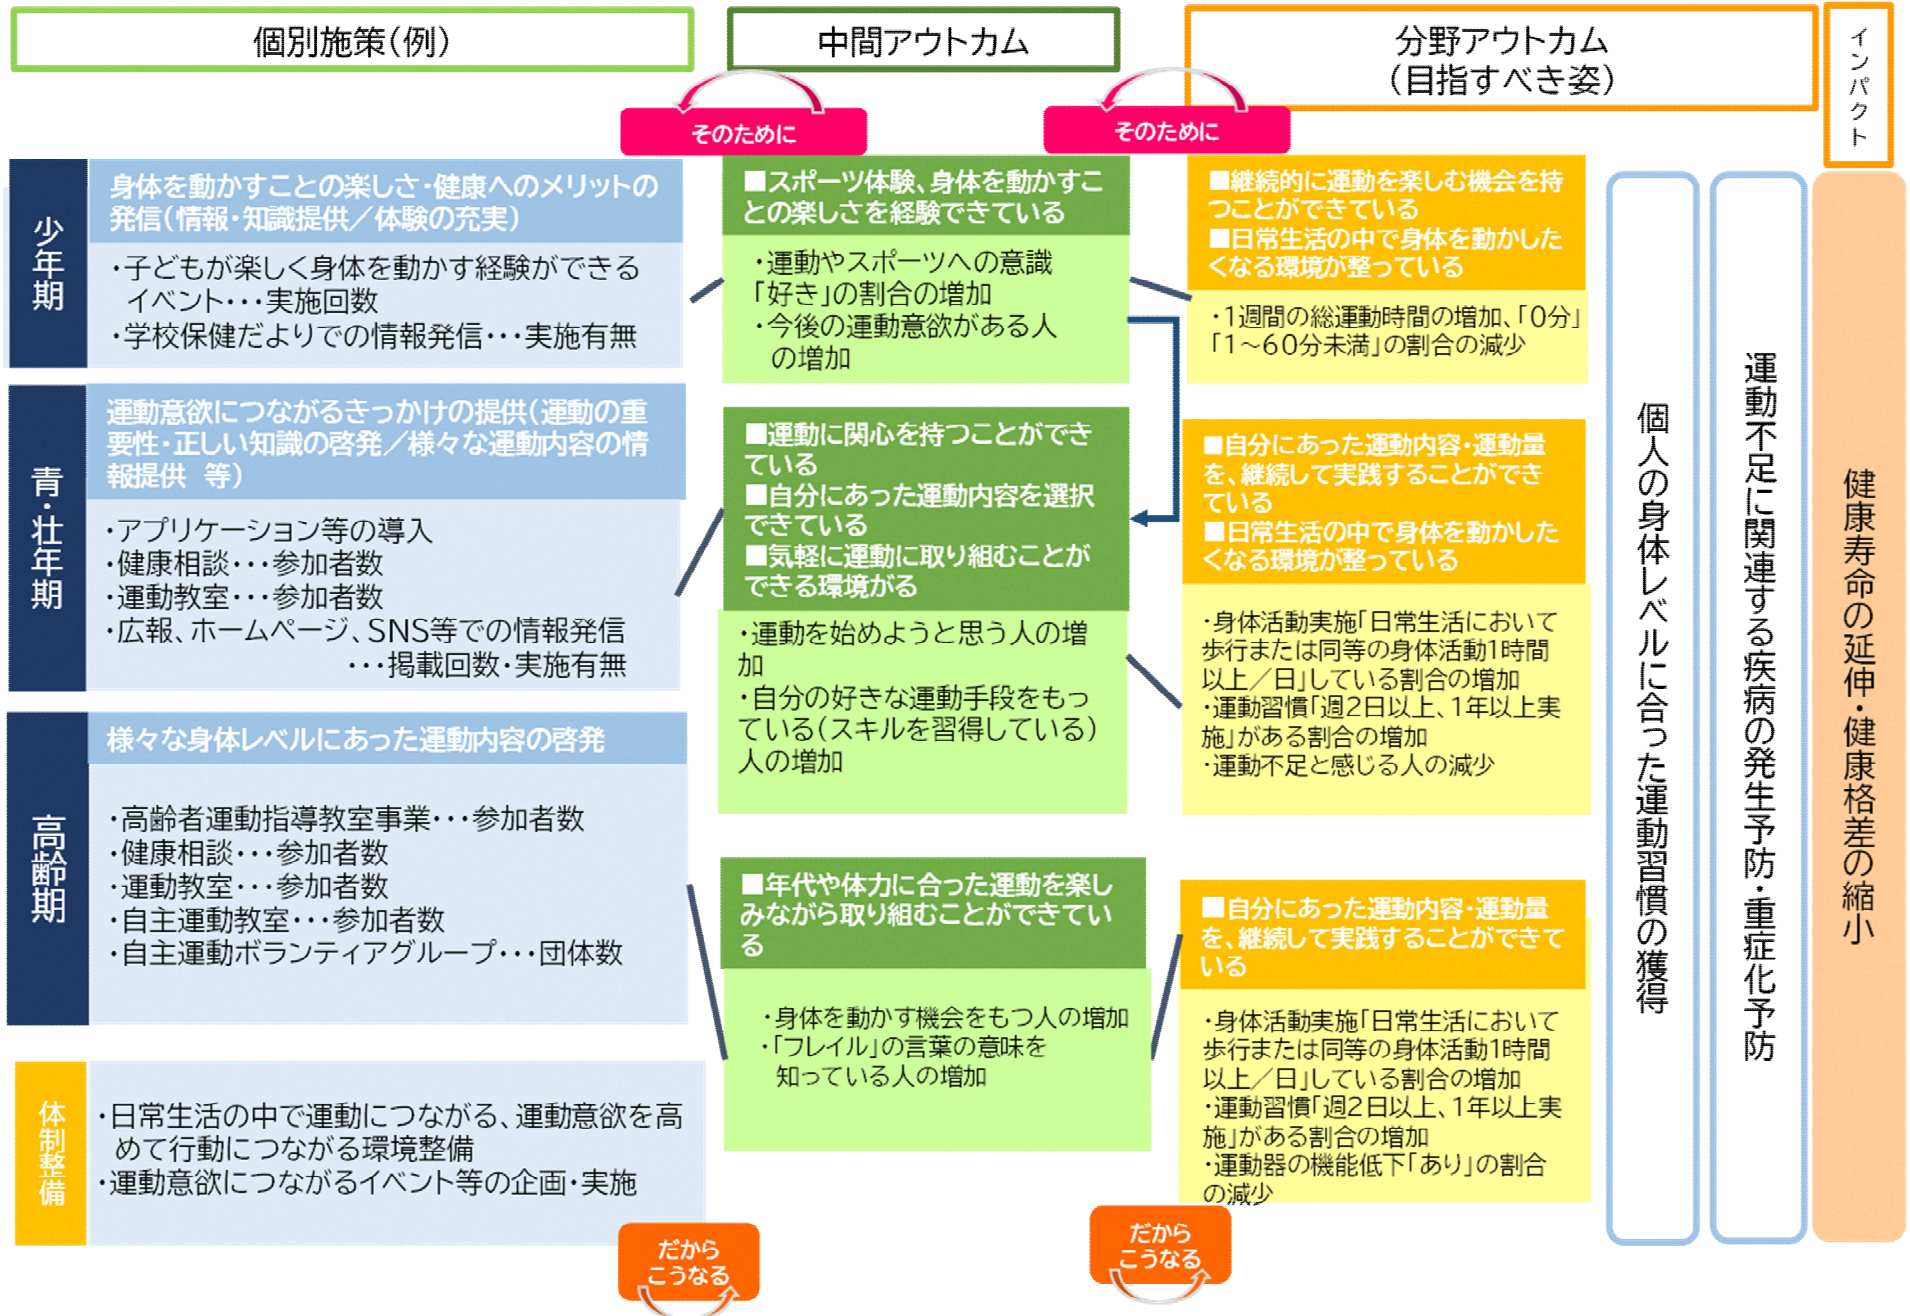 個別施策(例)
中間アウトカム
分野アウトカム
(目指すべき姿)
インパクト
そのために
そのために
少年期
身体を動かすことの楽しさ・健康へのメリットの
発信(情報・知識提供／体験の充実)
・子どもが楽しく身体を動かす経験ができる
イベント・・・実施回数
・学校保健だよりでの情報発信・・・実施有無
■スポーツ体験、身体を動かすこ
との楽しさを経験できている
・運動やスポーツへの意識
「好き」の割合の増加
・今後の運動意欲がある人
の増加
■継続的に運動を楽しむ機会を持
つことができている
■日常生活の中で身体を動かした
くなる環境が整っている
・1週間の総運動時間の増加、「0分」
「1～60分未満」の割合の減少
青・壮年期
運動意欲につながるきっかけの提供(運動の重
要性・正しい知識の啓発／様々な運動内容の情
報提供　等)
・アプリケーション等の導入
・健康相談・・・参加者数
・運動教室・・・参加者数
・広報、ホームページ、SNS等での情報発信
・・・掲載回数・実施有無
■運動に関心を持つことができ
ている
■自分にあった運動内容を選択
できている
■気軽に運動に取り組むことが
できる環境がる
・運動を始めようと思う人の増
加
・自分の好きな運動手段をもっ
ている(スキルを習得している)
人の増加
■自分にあった運動内容・運動量
を、継続して実践することができ
ている
■日常生活の中で身体を動かした
くなる環境が整っている
・身体活動実施「日常生活において
歩行または同等の身体活動1時間
以上／日」している割合の増加
・運動習慣「週2日以上、1年以上実
施」がある割合の増加
・運動不足と感じる人の減少
高齢期
様々な身体レベルにあった運動内容の啓発
・高齢者運動指導教室事業・・・参加者数
・健康相談・・・参加者数
・運動教室・・・参加者数
・自主運動教室・・・参加者数
・自主運動ボランティアグループ・・・団体数
■年代や体力に合った運動を楽し
みながら取り組むことができてい
る
・身体を動かす機会をもつ人の増加
・「フレイル」の言葉の意味を
知っている人の増加
■自分にあった運動内容・運動量
を、継続して実践することができて
いる
・身体活動実施「日常生活において
歩行または同等の身体活動1時間
以上／日」している割合の増加
・運動習慣「週2日以上、1年以上実
施」がある割合の増加
・運動器の機能低下「あり」の割合
の減少
体制整備
・日常生活の中で運動につながる、運動意欲を高
めて行動につながる環境整備
・運動意欲につながるイベント等の企画・実施
だから
こうなる
だから
こうなる
個人の身体レベルに合った運動習慣の獲得
運動不足に関連する疾病の発生予防・重症化予防
健康寿命の延伸・健康格差の縮小